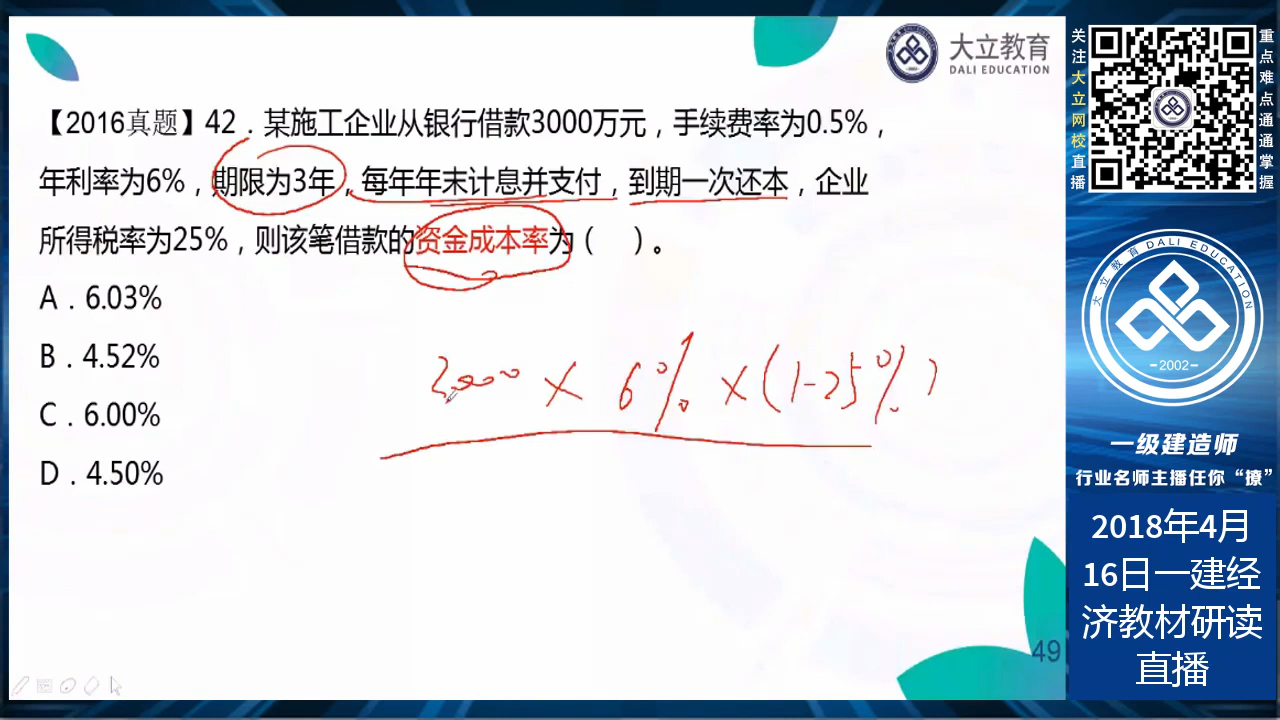 大立教育
DALI EDUCATION
【2016真题】42．某施工企业从银行借款3000万元，手续费率为0.5%，
年利率为6%，期限为3年，每年年末计息并支付，到期一次还本，企业
所得税率为25%，则该笔借款的资金成本率为（ ）。
A．6.03%
B．4.52%
C．6.00%
D．4.50%
3000 × 6% × (1-25%)
49
关注大立网校直播
重点难点通通掌握
大立教育 DALI EDUCATION
-2002-
一级建造师
行业名师主播任你“撩”
2018年4月
16日一建经
济教材研读
直播